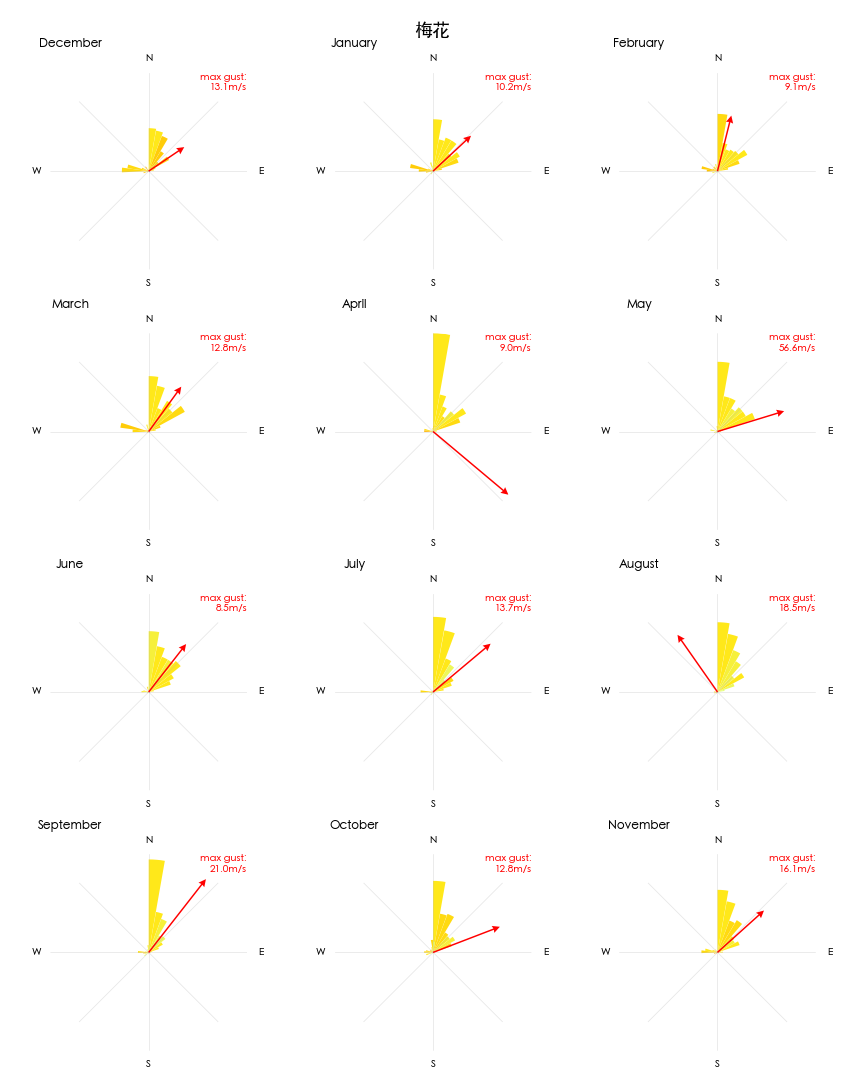 梅花
December
N
max gust:
13.1m/s
W
E
S
January
N
max gust:
10.2m/s
W
E
S
February
N
max gust:
9.1m/s
W
E
S
March
N
max gust:
12.8m/s
W
E
S
April
N
max gust:
9.0m/s
W
E
S
May
N
max gust:
56.6m/s
W
E
S
June
N
max gust:
8.5m/s
W
E
S
July
N
max gust:
13.7m/s
W
E
S
August
N
max gust:
18.5m/s
W
E
S
September
N
max gust:
21.0m/s
W
E
S
October
N
max gust:
12.8m/s
W
E
S
November
N
max gust:
16.1m/s
W
E
S